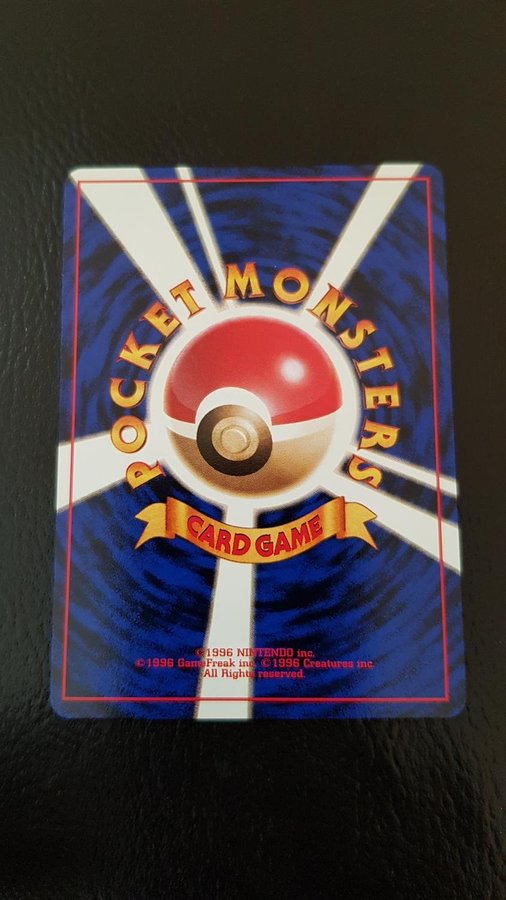 POCKET MONSTERS
CARD GAME
©1996 NINTENDO inc.
©1996 GameFreak inc. ©1996 Creatures inc.
All Rights reserved.